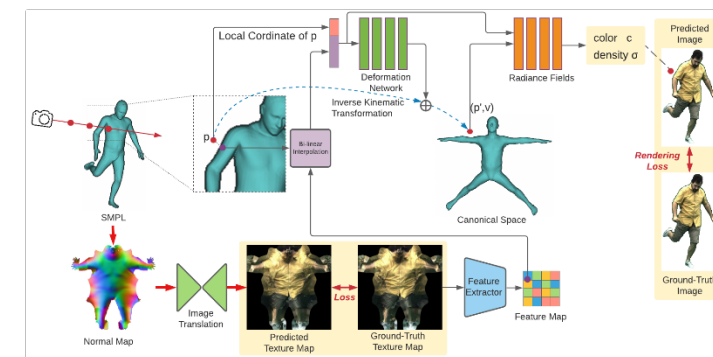 Local Cordinate of p
Deformation
Network
Radiance Fields
color c
density σ
Predicted
Image
Inverse Kinematic
Transformation
(p',v)
p
Bi-linear
Interpolation
Rendering
Loss
SMPL
Canonical Space
Normal Map
Image
Translation
Loss
Predicted
Texture Map
Ground-Truth
Texture Map
Feature
Extractor
Feature Map
Ground-Truth
Image